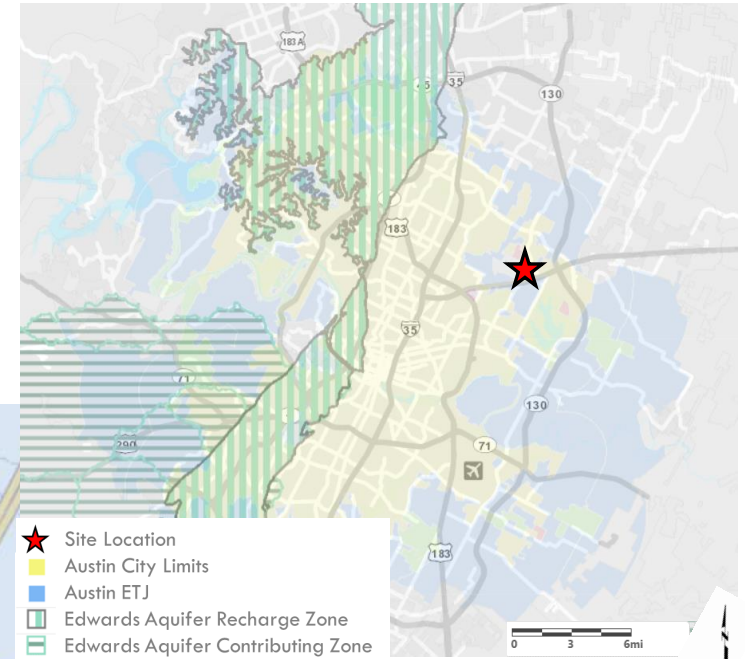 183A
45
35
130
183
35
71
290
130
71
183
Site Location
Austin City Limits
Austin ETJ
Edwards Aquifer Recharge Zone
Edwards Aquifer Contributing Zone
0 3 6mi
N